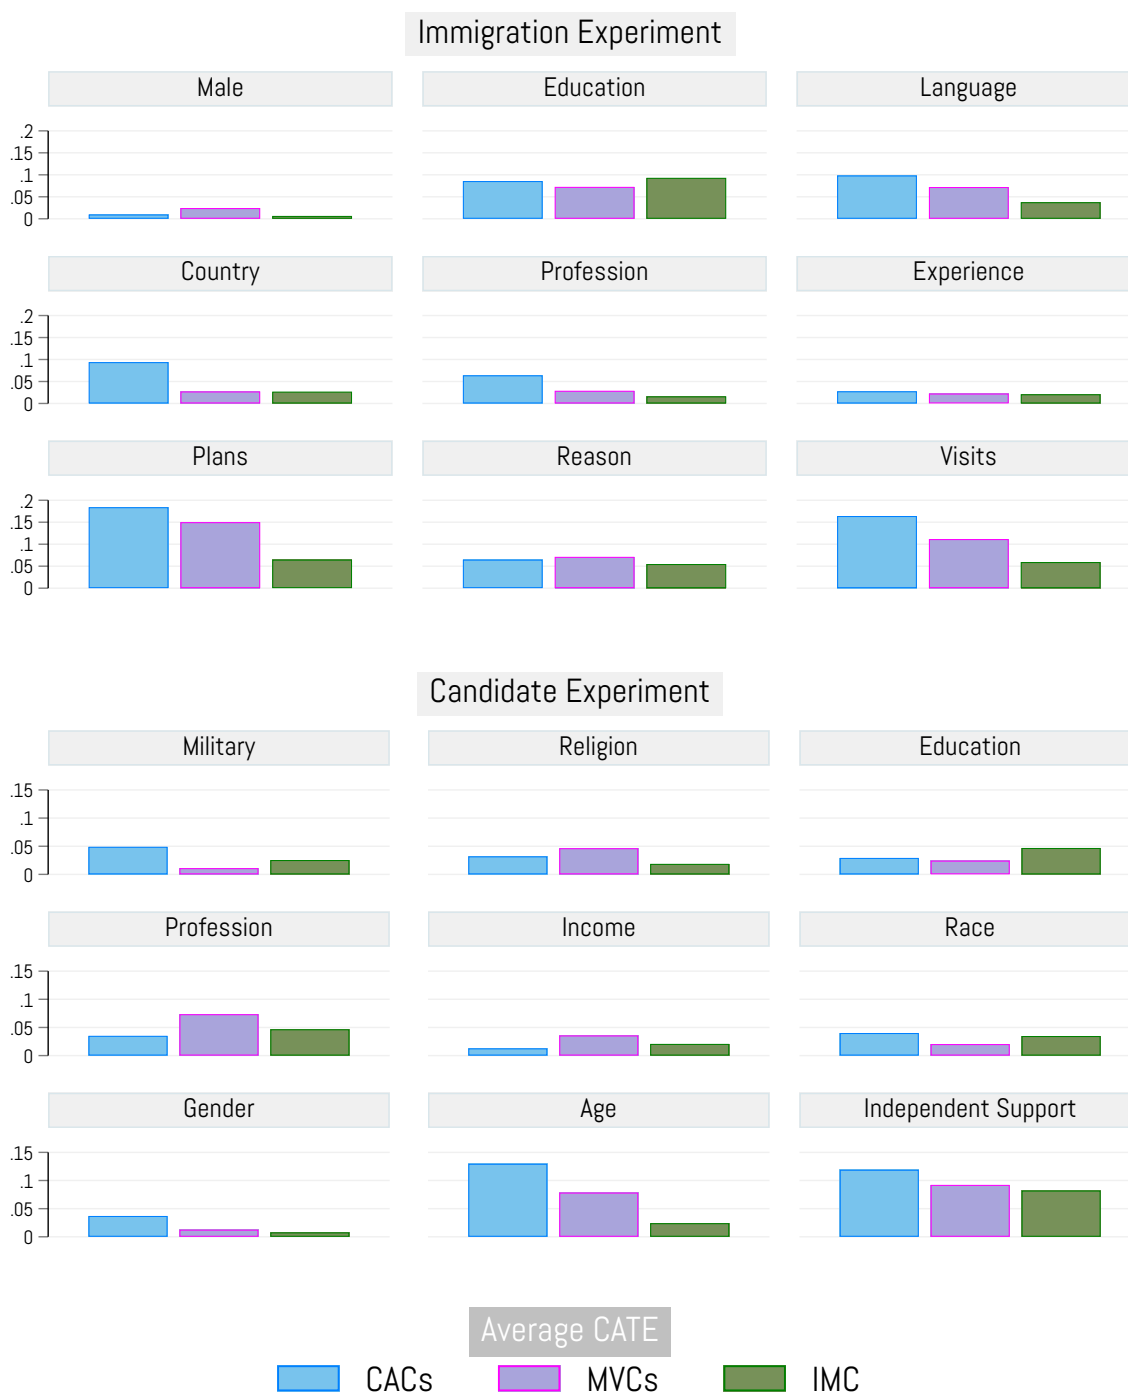 Immigration Experiment
Male Education Language
.2
.15
.1
.05
0
Country Profession Experience
.2
.15
.1
.05
0
Plans Reason Visits
.2
.15
.1
.05
0
Candidate Experiment
Military Religion Education
.15
.1
.05
0
Profession Income Race
.15
.1
.05
0
Gender Age Independent Support
.15
.1
.05
0
Average CATE
CACs MVCs IMC